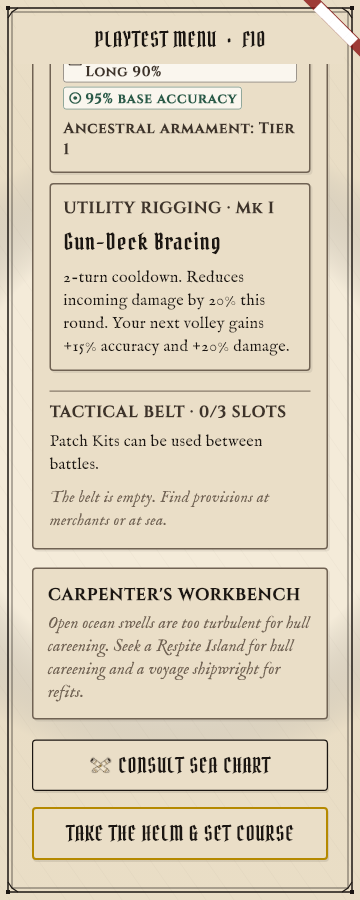 PLAYTEST MENU · F10
LONG 90%
95% BASE ACCURACY
ANCESTRAL ARMAMENT: TIER
1
UTILITY RIGGING · MK I
Gun-Deck Bracing
2-turn cooldown. Reduces
incoming damage by 20% this
round. Your next volley gains
+15% accuracy and +20% damage.
TACTICAL BELT · 0/3 SLOTS
Patch Kits can be used between
battles.
The belt is empty. Find provisions at
merchants or at sea.
CARPENTER'S WORKBENCH
Open ocean swells are too turbulent for hull
careening. Seek a Respite Island for hull
careening and a voyage shipwright for
refits.
CONSULT SEA CHART
TAKE THE HELM & SET COURSE